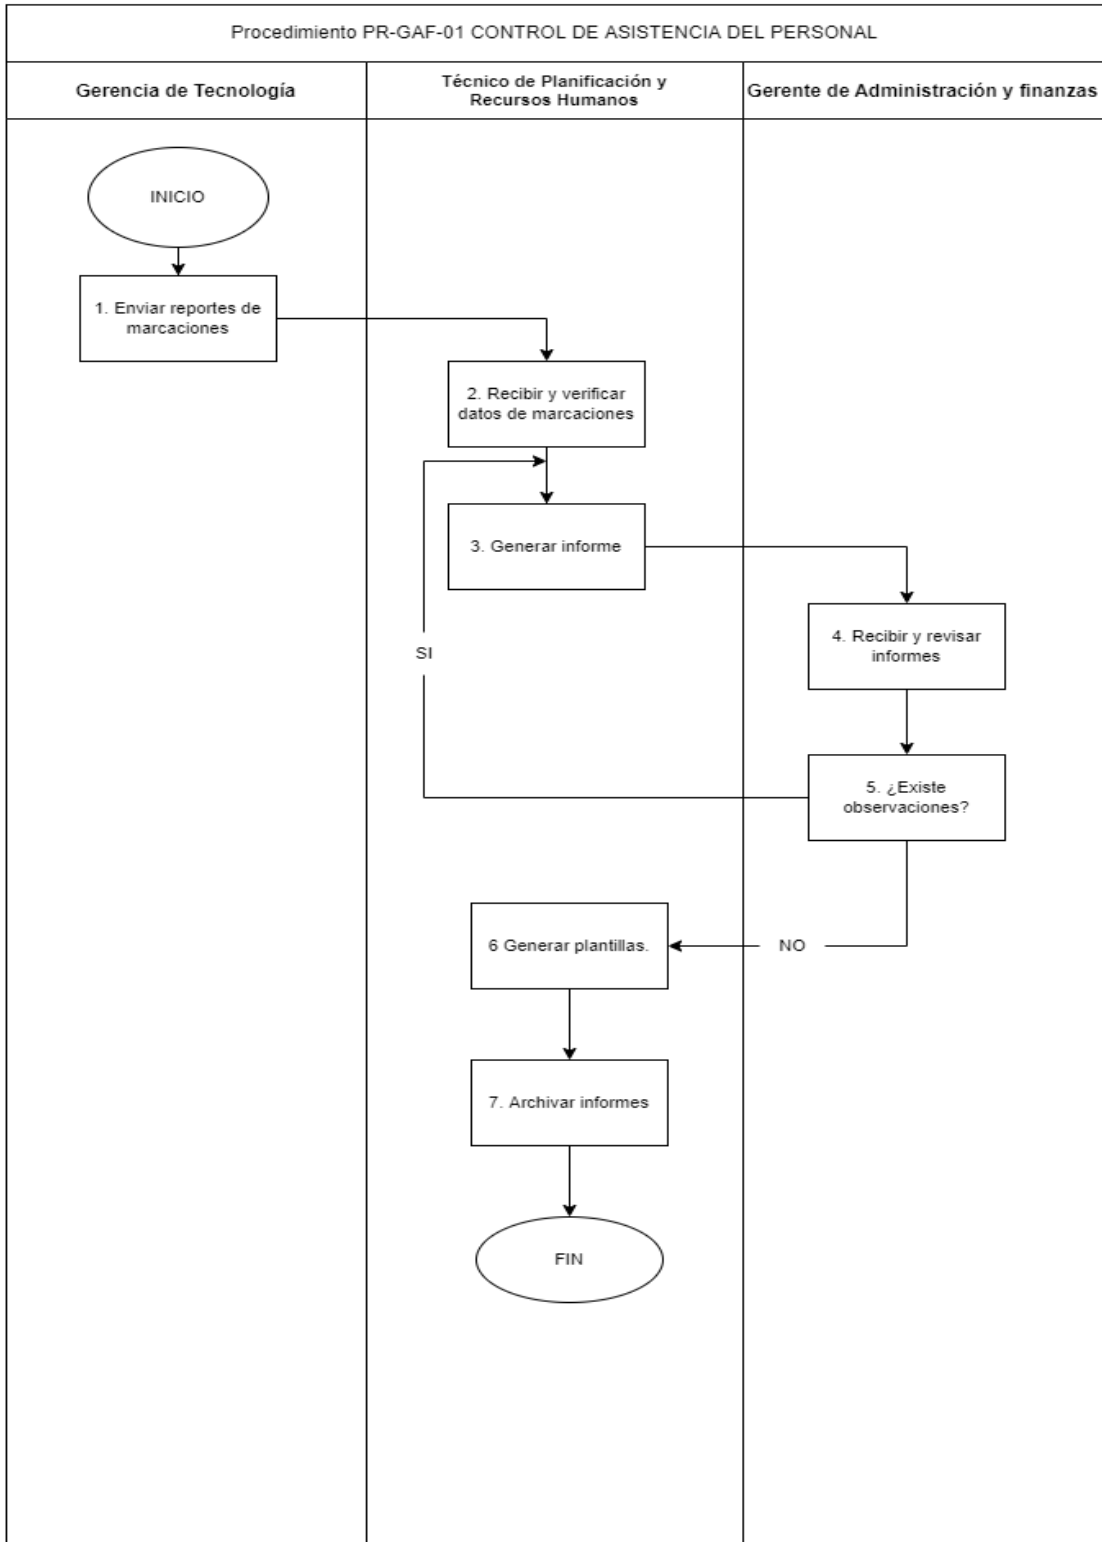 Procedimiento PR-GAF-01 CONTROL DE ASISTENCIA DEL PERSONAL
Gerencia de Tecnología
Técnico de Planificación y
Recursos Humanos
Gerente de Administración y finanzas
INICIO
1. Enviar reportes de
marcaciones
2. Recibir y verificar
datos de marcaciones
3. Generar informe
4. Recibir y revisar
informes
SI
5. ¿Existe
observaciones?
6 Generar plantillas.
NO
7. Archivar informes
FIN